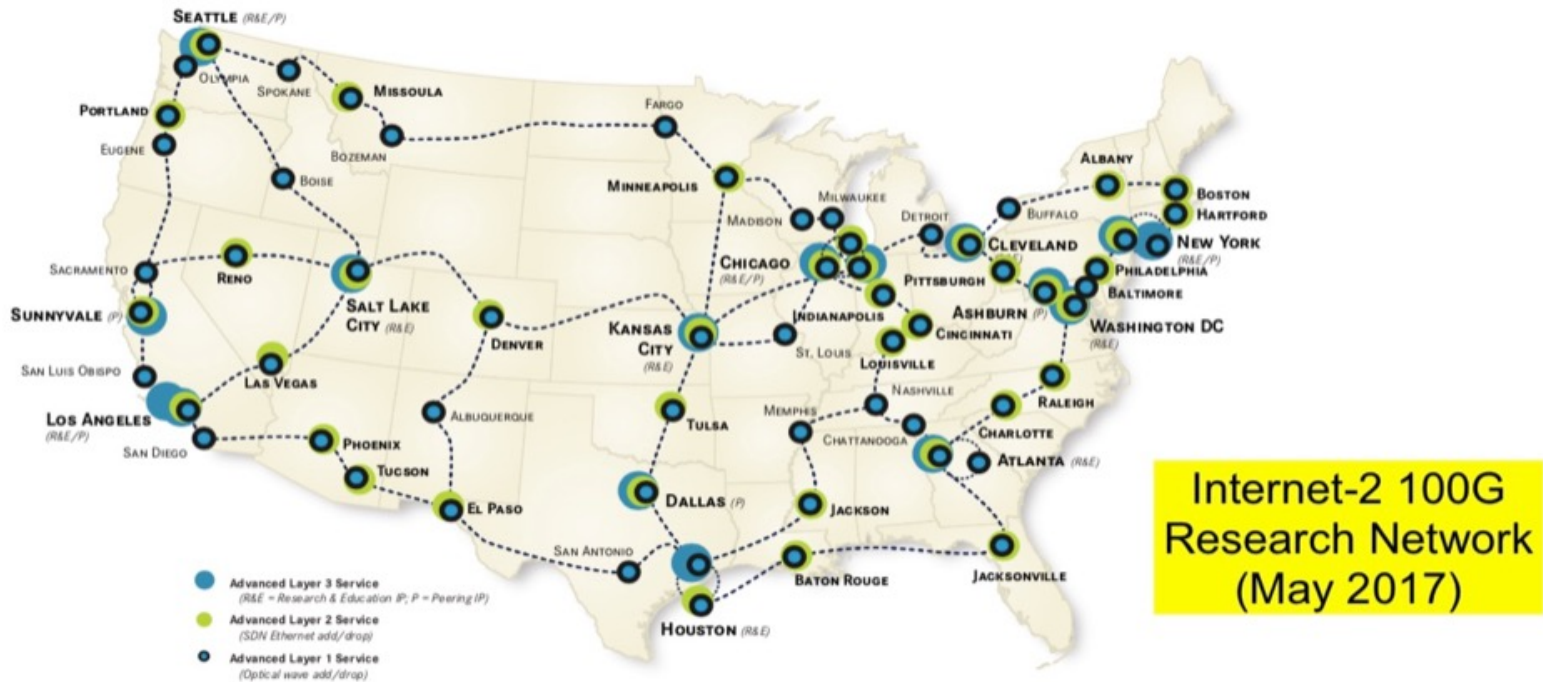 SEATTLE (R&E/P)
OLYMPIA
SPOKANE
MISSOULA
PORTLAND
EUGENE
BOZEMAN
FARGO
BOISE
MINNEAPOLIS
MADISON
MILWAUKEE
DETROIT
BUFFALO
ALBANY
BOSTON
HARTFORD
NEW YORK
(R&E/P)
CLEVELAND
CHICAGO
(R&E/P)
PITTSBURGH
PHILADELPHIA
BALTIMORE
ASHBURN (P)
WASHINGTON DC
(R&E)
SACRAMENTO
RENO
SUNNYVALE (P)
SALT LAKE
CITY (R&E)
DENVER
KANSAS
CITY
(R&E)
ST. LOUIS
INDIANAPOLIS
CINCINNATI
LOUISVILLE
SAN LUIS OBISPO
LAS VEGAS
LOS ANGELES
(R&E/P)
SAN DIEGO
PHOENIX
TUCSON
ALBUQUERQUE
EL PASO
TULSA
DALLAS (P)
MEMPHIS
NASHVILLE
CHATTANOOGA
RALEIGH
CHARLOTTE
ATLANTA (R&E)
JACKSON
SAN ANTONIO
BATON ROUGE
JACKSONVILLE
HOUSTON (R&E)
Advanced Layer 3 Service
(R&E = Research & Education IP; P = Peering IP)
Advanced Layer 2 Service
(SDN Ethernet add/drop)
Advanced Layer 1 Service
(Optical wave add/drop)
Internet-2 100G
Research Network
(May 2017)